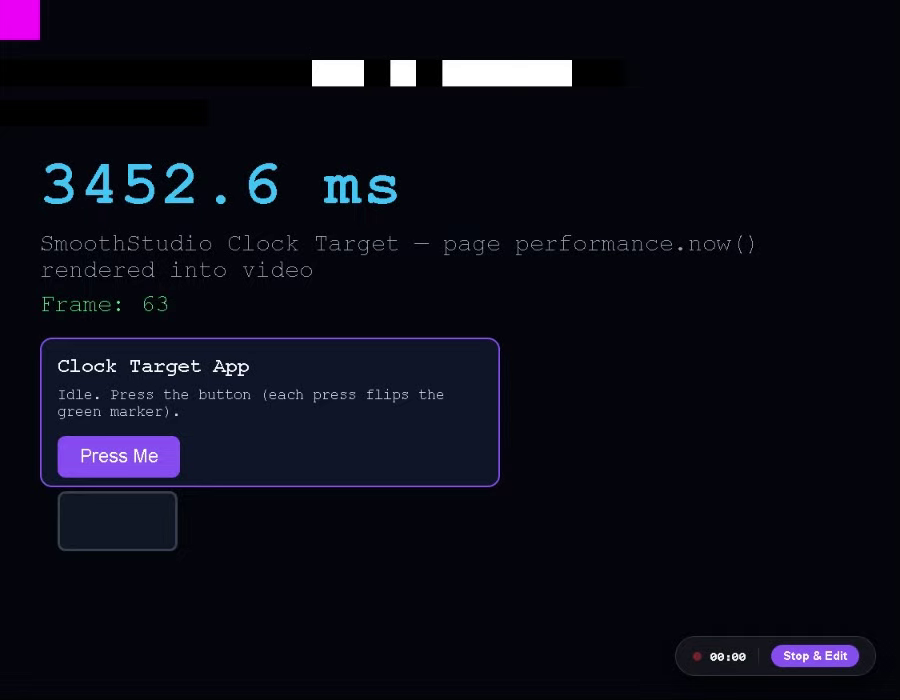 3452.6 ms
SmoothStudio Clock Target — page performance.now()
rendered into video
Frame: 63
Clock Target App
Idle. Press the button (each press flips the
green marker).
Press Me
00:00 Stop & Edit